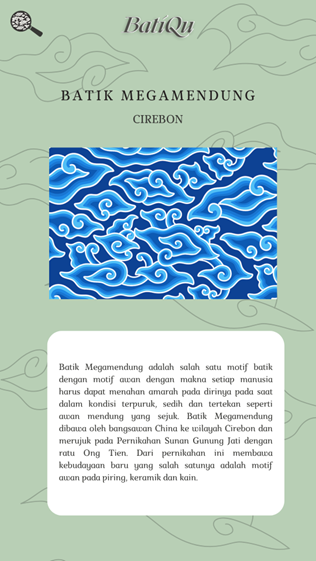 BatiQu
BATIK MEGAMENDUNG
CIREBON
Batik Megamendung adalah salah satu motif batik
dengan motif awan dengan makna setiap manusia
harus dapat menahan amarah pada dirinya pada saat
dalam kondisi terpuruk, sedih dan tertekan seperti
awan mendung yang sejuk. Batik Megamendung
dibawa oleh bangsawan China ke wilayah Cirebon dan
merujuk pada Pernikahan Sunan Gunung Jati dengan
ratu Ong Tien. Dari pernikahan ini membawa
kebudayaan baru yang salah satunya adalah motif
awan pada piring, keramik dan kain.